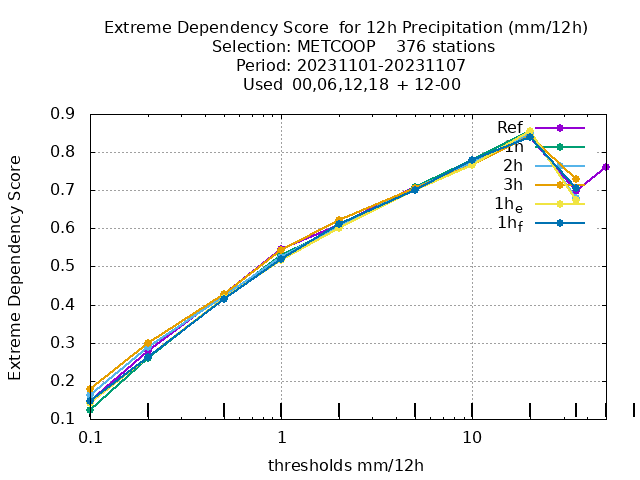 Extreme Dependency Score  for 12h Precipitation (mm/12h)
Selection: METCOOP    376 stations
Period: 20231101-20231107
Used  00,06,12,18 + 12-00
Extreme Dependency Score
0.9
0.8
0.7
0.6
0.5
0.4
0.3
0.2
0.1
Ref
1h
2h
3h
1he
1hf
0.1
1
10
thresholds mm/12h